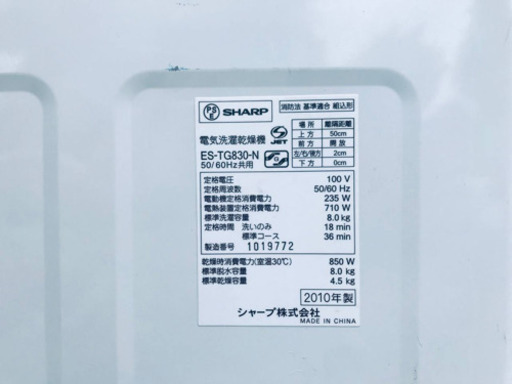 PS E SHARP
電気洗濯乾燥機 JET
ES-TG830-N
50/60Hz共用
消防法 基準適合 組込形
場所 離隔距離
上方 50cm
前方 開放
左/右/後方 2cm
下方 0cm
定格電圧 100 V
定格周波数 50/60 Hz
電動機定格消費電力 235 W
電熱装置定格消費電力 710 W
標準洗濯容量 8.0 kg
定格時間 洗いのみ 18 min
標準コース 36 min
製造番号 1019772
乾燥時消費電力(室温30℃) 850 W
標準脱水容量 8.0 kg
標準乾燥容量 4.5 kg
2010年製
シャープ株式会社
MADE IN CHINA